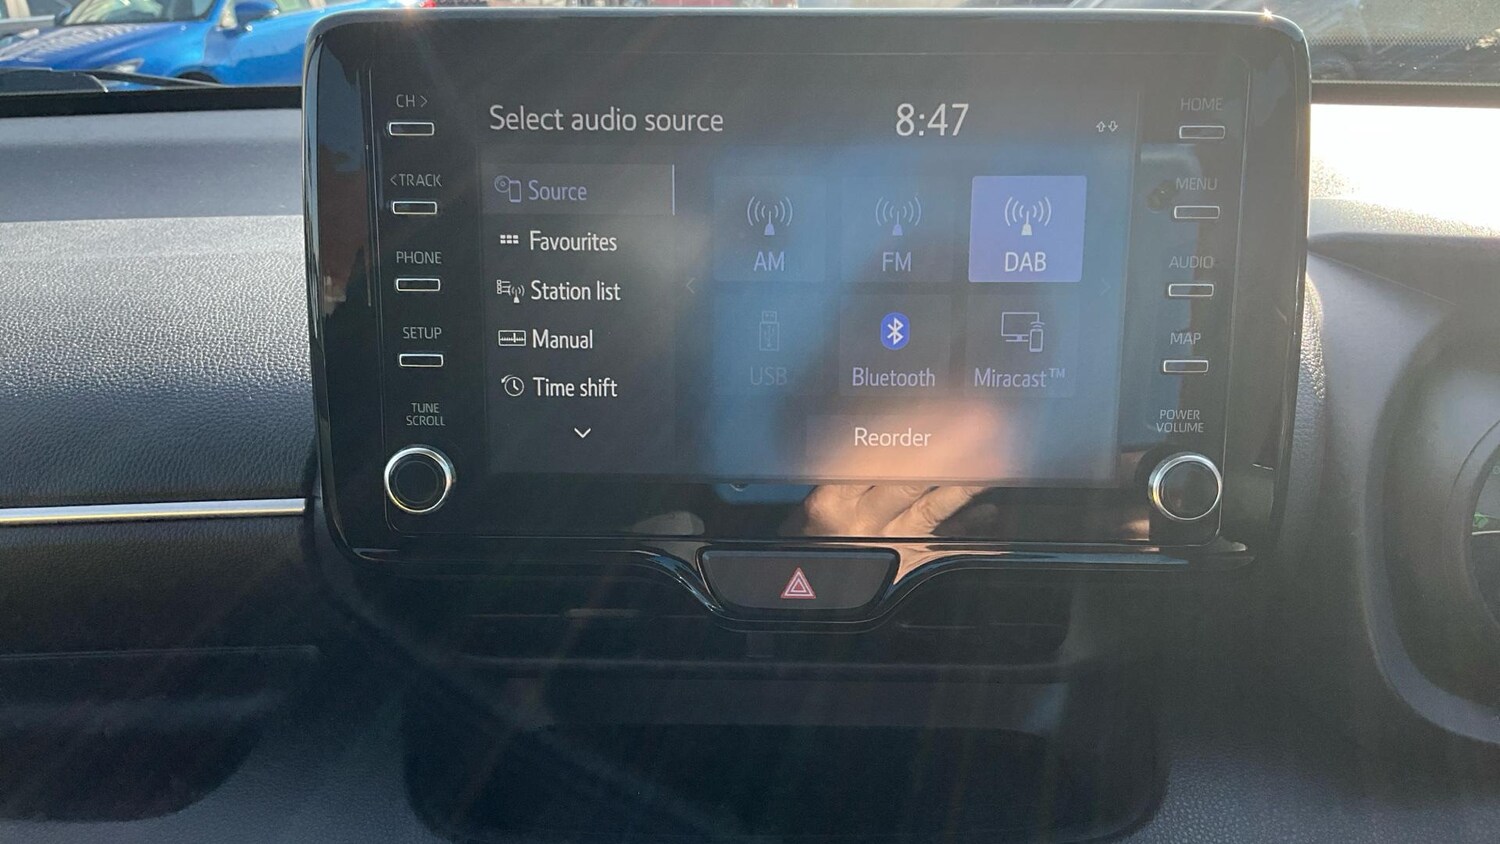 CH >
< TRACK
PHONE
SETUP
TUNE
SCROLL
Select audio source
8:47
Source
Favourites
Station list
Manual
Time shift
AM
FM
DAB
USB
Bluetooth
Miracast™
Reorder
HOME
MENU
AUDIO
MAP
POWER
VOLUME